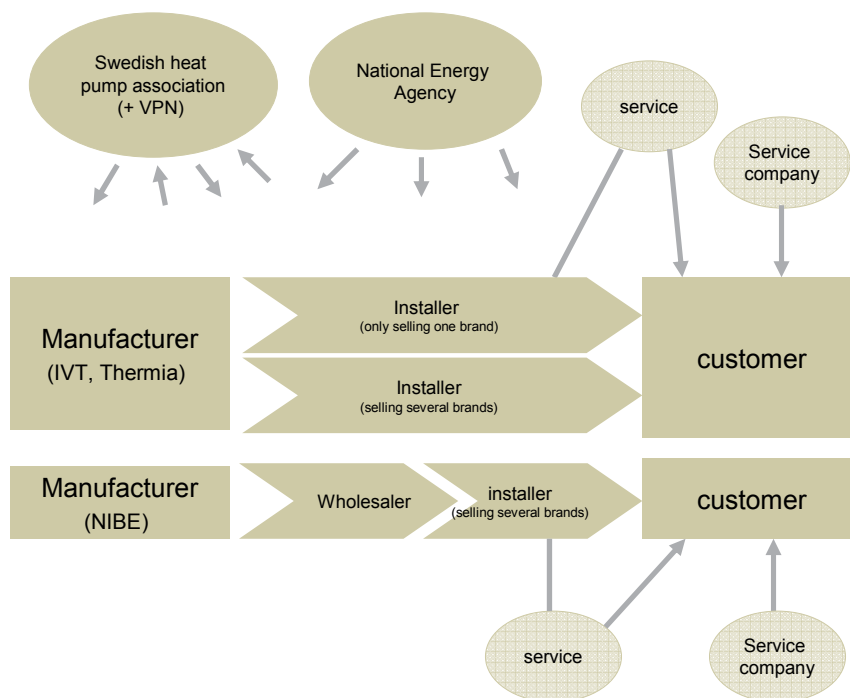 Swedish heat
pump association
(+ VPN)
National Energy
Agency
service
Service
company
Manufacturer
(IVT, Thermia)
Installer
(only selling one brand)
Installer
(selling several brands)
customer
Manufacturer
(NIBE)
Wholesaler
installer
(selling several brands)
customer
service
Service
company